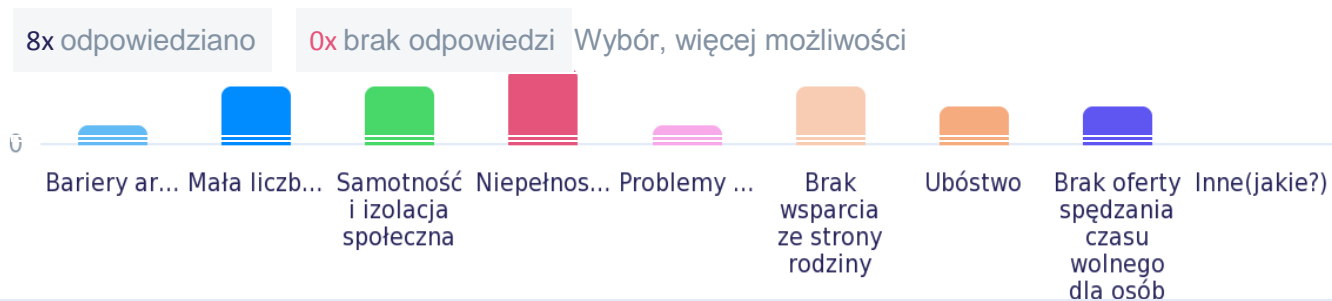 8x odpowiedziano 0x brak odpowiedzi Wybór, więcej możliwości
0
Bariery ar... Mała liczb... Samotność i izolacja społeczna Niepełnos... Problemy ... Brak wsparcia ze strony rodziny Ubóstwo Brak oferty spędzania czasu wolnego dla osób Inne(jakie?)